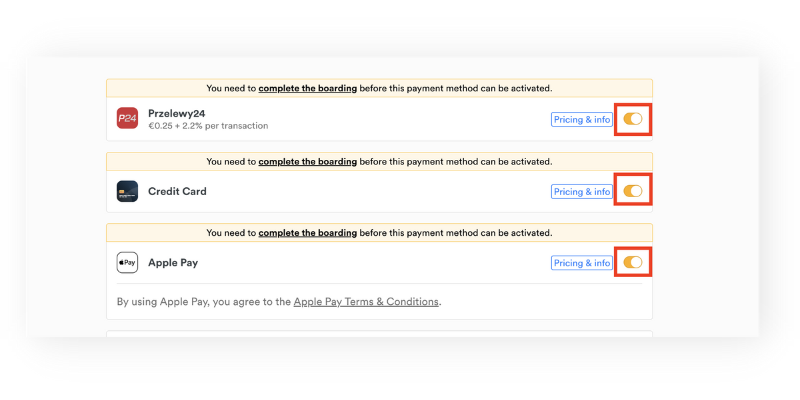 You need to complete the boarding before this payment method can be activated.
P24
Przelewy24
€0.25 + 2.2% per transaction
Pricing & info
You need to complete the boarding before this payment method can be activated.
Credit Card
Pricing & info
You need to complete the boarding before this payment method can be activated.
Pay
Apple Pay
Pricing & info
By using Apple Pay, you agree to the Apple Pay Terms & Conditions.